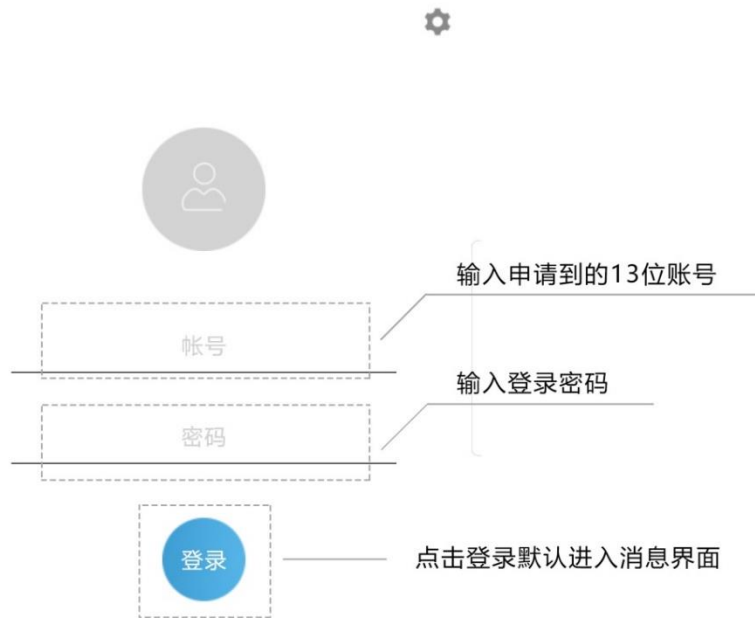 输入申请到的13位账号
帐号
输入登录密码
密码
登录
点击登录默认进入消息界面